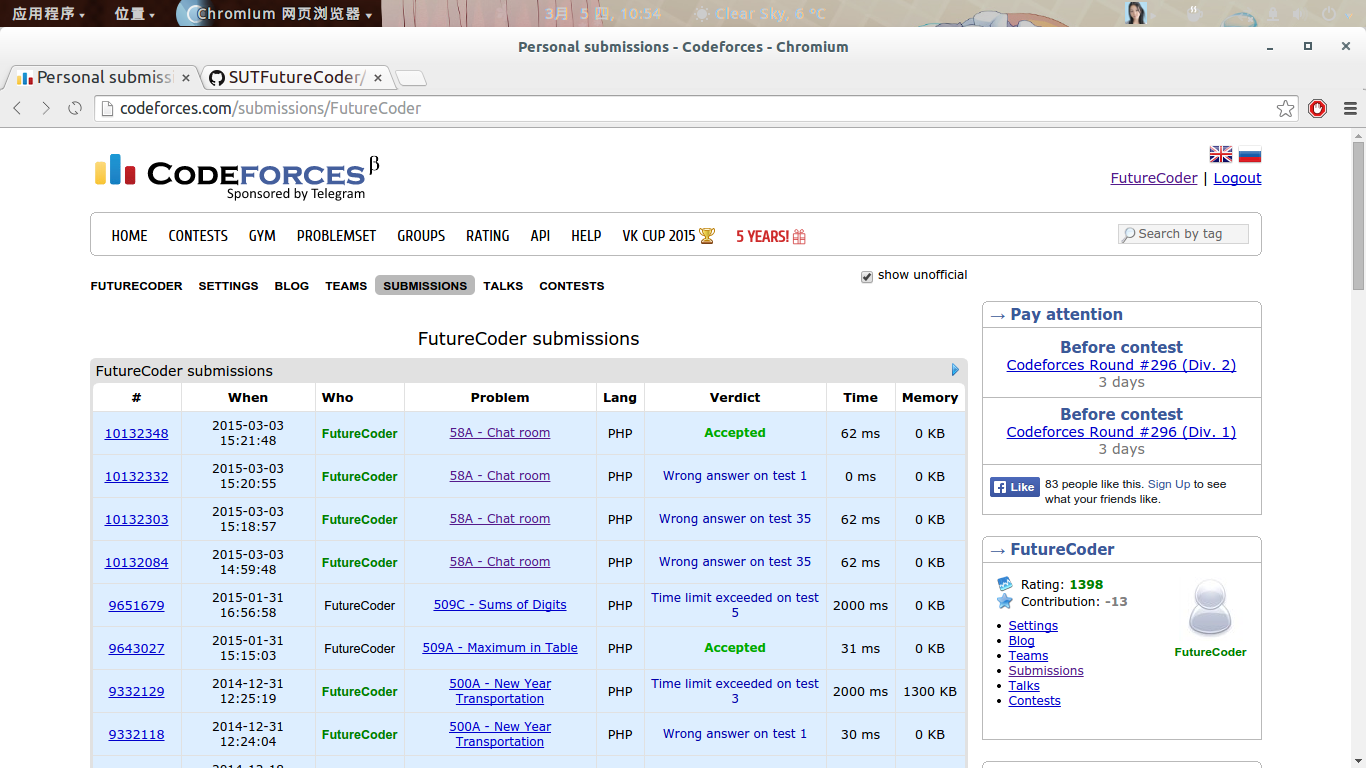 应用程序 位置 Chromium 网页浏览器 3月 5 四, 10:54 Clear Sky, 6 °C
Personal submissions - Codeforces - Chromium
Personal submiss SUTFutureCoder/
codeforces.com/submissions/FutureCoder
CODEFORCES β
Sponsored by Telegram
FutureCoder | Logout
HOME CONTESTS GYM PROBLEMSET GROUPS RATING API HELP VK CUP 2015 5 YEARS! Search by tag
FUTURECODER SETTINGS BLOG TEAMS SUBMISSIONS TALKS CONTESTS show unofficial
FutureCoder submissions
FutureCoder submissions
# When Who Problem Lang Verdict Time Memory
10132348 2015-03-03 15:21:48 FutureCoder 58A - Chat room PHP Accepted 62 ms 0 KB
10132332 2015-03-03 15:20:55 FutureCoder 58A - Chat room PHP Wrong answer on test 1 0 ms 0 KB
10132303 2015-03-03 15:18:57 FutureCoder 58A - Chat room PHP Wrong answer on test 35 62 ms 0 KB
10132084 2015-03-03 14:59:48 FutureCoder 58A - Chat room PHP Wrong answer on test 35 62 ms 0 KB
9651679 2015-01-31 16:56:58 FutureCoder 509C - Sums of Digits PHP Time limit exceeded on test 5 2000 ms 0 KB
9643027 2015-01-31 15:15:03 FutureCoder 509A - Maximum in Table PHP Accepted 31 ms 0 KB
9332129 2014-12-31 12:25:19 FutureCoder 500A - New Year Transportation PHP Time limit exceeded on test 3 2000 ms 1300 KB
9332118 2014-12-31 12:24:04 FutureCoder 500A - New Year Transportation PHP Wrong answer on test 1 30 ms 0 KB
→ Pay attention
Before contest
Codeforces Round #296 (Div. 2)
3 days
Before contest
Codeforces Round #296 (Div. 1)
3 days
Like 83 people like this. Sign Up to see
what your friends like.
→ FutureCoder
Rating: 1398
Contribution: -13
Settings
Blog
Teams
Submissions
Talks
Contests
FutureCoder